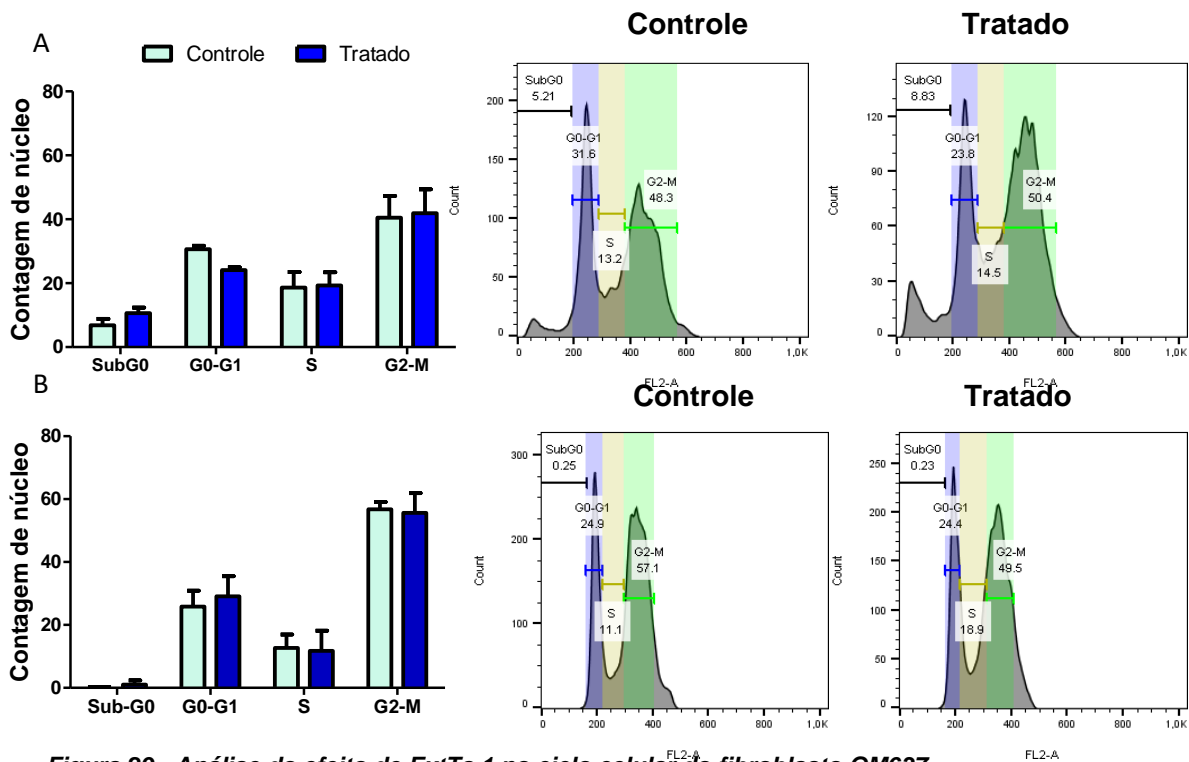 A
Controle Tratado
Contagem de núcleo
80
60
40
20
0
SubG0 G0-G1 S G2-M
Controle
SubG0
5.21
G0-G1
31.6
G2-M
48.3
S
13.2
Count
200
150
100
50
0
0 200 400 600 800 1,0K
FL2-A
Tratado
SubG0
8.83
G0-G1
23.8
G2-M
50.4
S
14.5
Count
120
90
60
30
0
0 200 400 600 800 1,0K
FL2-A
B
Contagem de núcleo
80
60
40
20
0
Sub-G0 G0-G1 S G2-M
Controle
SubG0
0.25
G0-G1
24.9
G2-M
57.1
S
11.1
Count
300
200
100
0
0 200 400 600 800 1,0K
FL2-A
Tratado
SubG0
0.23
G0-G1
24.4
G2-M
49.5
S
18.9
Count
250
200
150
100
50
0
0 200 400 600 800 1,0K
FL2-A